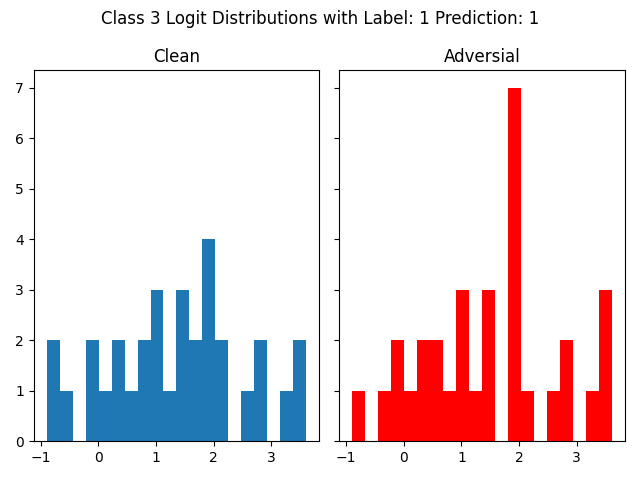 Class 3 Logit Distributions with Label: 1 Prediction: 1
Clean
Adversial
7
6
5
4
3
2
1
0
−1 0 1 2 3
−1 0 1 2 3